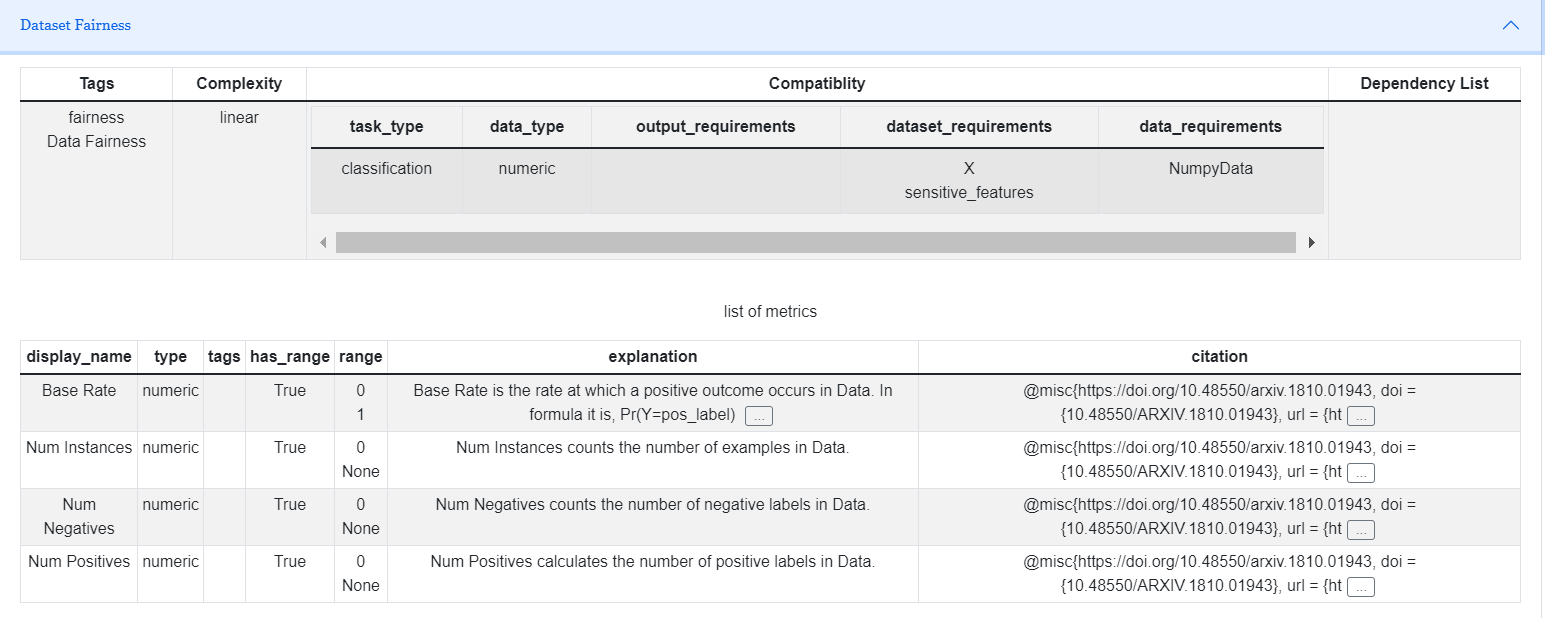 Dataset Fairness
Tags Complexity Compatiblity Dependency List
fairness linear
Data Fairness
task_type data_type output_requirements dataset_requirements data_requirements
classification numeric X NumpyData
sensitive_features
list of metrics
display_name type tags has_range range explanation citation
Base Rate numeric True 0 Base Rate is the rate at which a positive outcome occurs in Data. In @misc{https://doi.org/10.48550/arxiv.1810.01943, doi =
1 formula it is, Pr(Y=pos_label) ... {10.48550/ARXIV.1810.01943}, url = {ht ...
Num Instances numeric True 0 Num Instances counts the number of examples in Data. @misc{https://doi.org/10.48550/arxiv.1810.01943, doi =
None {10.48550/ARXIV.1810.01943}, url = {ht ...
Num numeric True 0 Num Negatives counts the number of negative labels in Data. @misc{https://doi.org/10.48550/arxiv.1810.01943, doi =
Negatives None {10.48550/ARXIV.1810.01943}, url = {ht ...
Num Positives numeric True 0 Num Positives calculates the number of positive labels in Data. @misc{https://doi.org/10.48550/arxiv.1810.01943, doi =
None {10.48550/ARXIV.1810.01943}, url = {ht ...